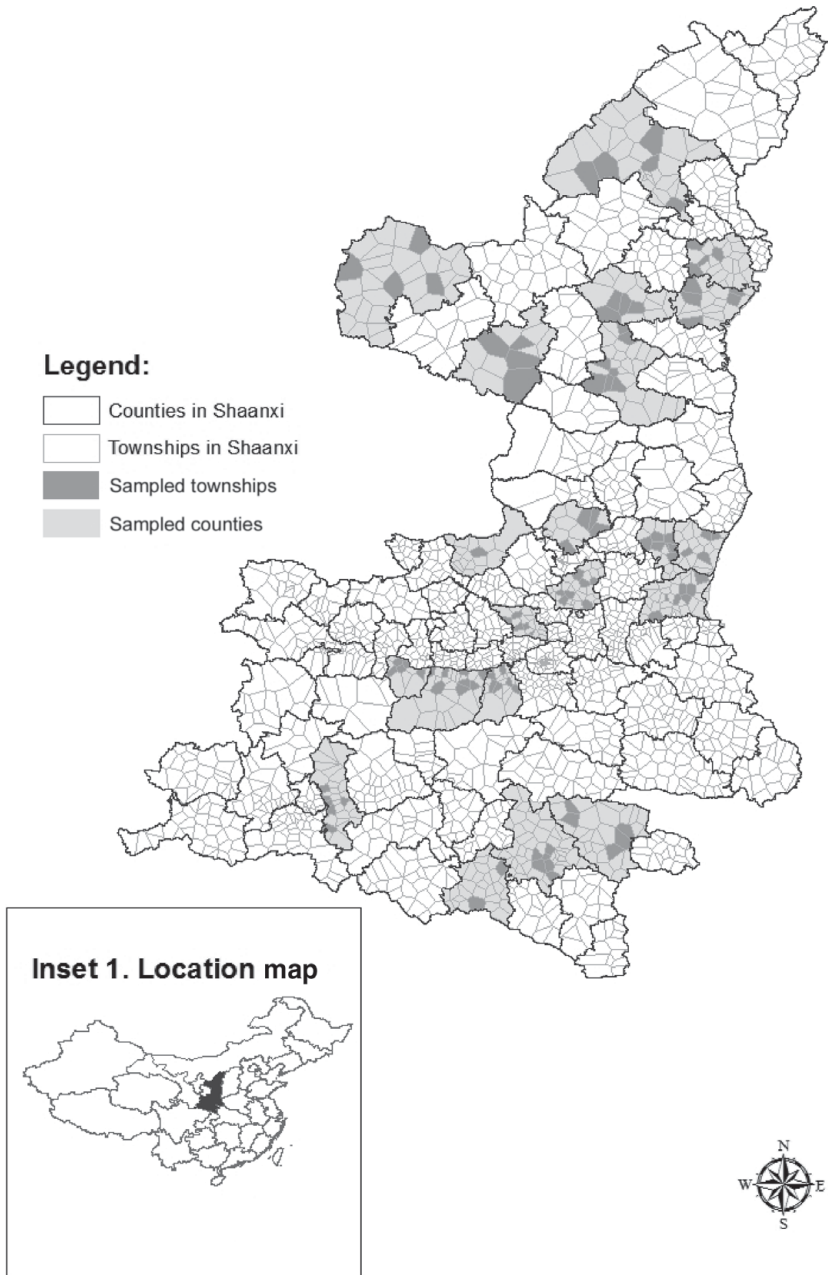 Legend:
Counties in Shaanxi
Townships in Shaanxi
Sampled townships
Sampled counties
Inset 1. Location map
N
W E
S